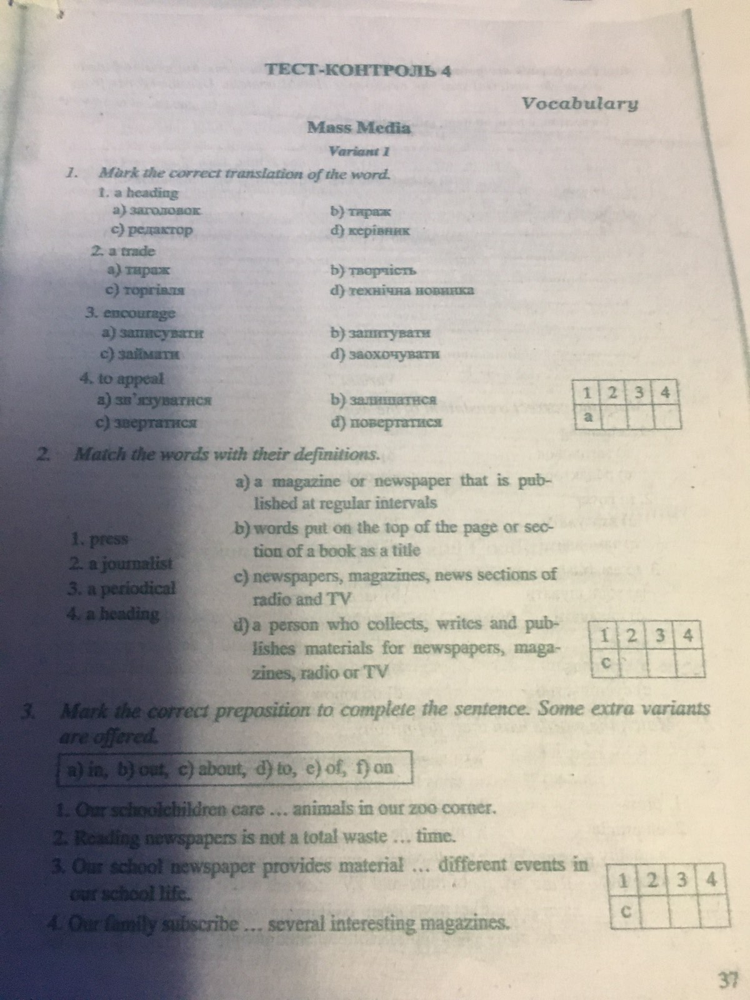 ТЕСТ-КОНТРОЛЬ 4
Vocabulary
Mass Media
Variant 1
1. Mark the correct translation of the word.
1. a heading
a) заголовок b) тираж
c) редактор d) керівник
2. a trade
a) тираж b) творчість
c) торгівля d) технічна новинка
3. encourage
a) записувати b) запитувати
c) займати d) заохочувати
4. to appeal
a) зв'язуватися b) залишатися
c) звертатися d) повертатися
1 2 3 4
a
2. Match the words with their definitions.
1. press
2. a journalist
3. a periodical
4. a heading
a) a magazine or newspaper that is pub-
lished at regular intervals
b) words put on the top of the page or sec-
tion of a book as a title
c) newspapers, magazines, news sections of
radio and TV
d) a person who collects, writes and pub-
lishes materials for newspapers, maga-
zines, radio or TV
1 2 3 4
c
3. Mark the correct preposition to complete the sentence. Some extra variants
are offered.
a) in, b) out, c) about, d) to, e) of, f) on
1. Our schoolchildren care ... animals in our zoo corner.
2. Reading newspapers is not a total waste ... time.
3. Our school newspaper provides material ... different events in
our school life.
4. Our family subscribe ... several interesting magazines.
1 2 3 4
c
37